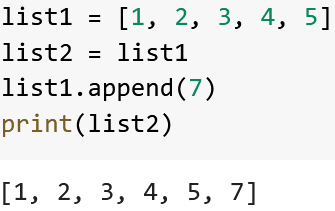 list1 = [1, 2, 3, 4, 5]
list2 = list1
list1.append(7)
print(list2)
[1, 2, 3, 4, 5, 7]